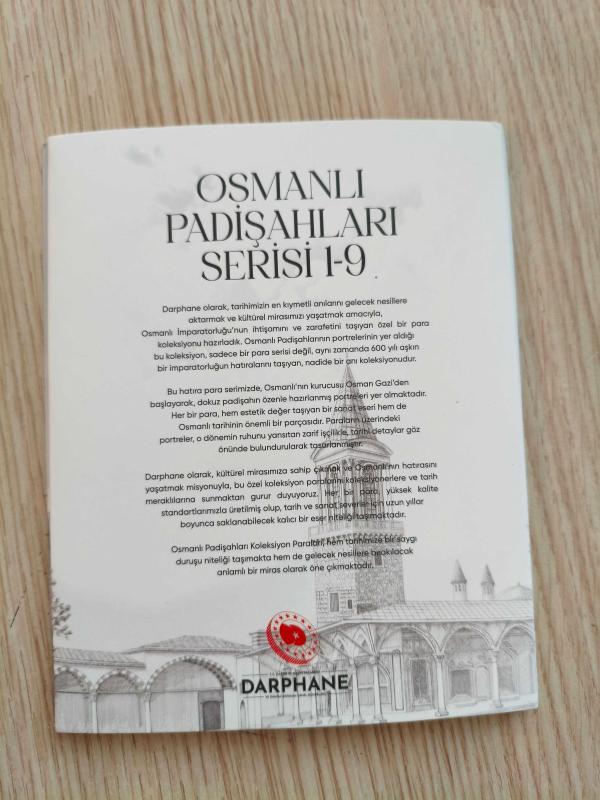 OSMANLI
PADİŞAHLARI
SERİSİ 1-9
Darphane olarak, tarihimizin en kıymetli anılarını gelecek nesillere
aktarmak ve kültürel mirasımızı yaşatmak amacıyla,
Osmanlı İmparatorluğu'nun ihtişamını ve zarafetini taşıyan özel bir para
koleksiyonu hazırladık. Osmanlı Padişahlarının portrelerinin yer aldığı
bu koleksiyon, sadece bir para serisi değil, aynı zamanda 600 yılı aşkın
bir imparatorluğun hatıralarını taşıyan, nadide bir anı koleksiyonudur.
Bu hatıra para serimizde, Osmanlı'nın kurucusu Osman Gazi'den
başlayarak, dokuz padişahın özenle hazırlanmış portreleri yer almaktadır.
Her bir para, hem estetik değer taşıyan bir sanat eseri hem de
Osmanlı tarihinin önemli bir parçasıdır. Paraların üzerindeki
portreler, o dönemin ruhunu yansıtan zarif işçilikle, tarihi detaylar göz
önünde bulundurularak tasarlanmıştır.
Darphane olarak, kültürel mirasımıza sahip çıkmak ve Osmanlı'nın hatırasını
yaşatmak misyonuyla, bu özel koleksiyon paralarını koleksiyonerlere ve tarih
meraklılarına sunmaktan gurur duyuyoruz. Her bir para, yüksek kalite
standartlarımızla üretilmiş olup, tarih ve sanat severler için uzun yıllar
boyunca saklanabilecek kalıcı bir eser niteliği taşımaktadır.
Osmanlı Padişahları Koleksiyon Paraları, hem tarihimize bir saygı
duruşu niteliği taşımakta hem de gelecek nesillere bırakılacak
anlamlı bir miras olarak öne çıkmaktadır.
DARPHANE